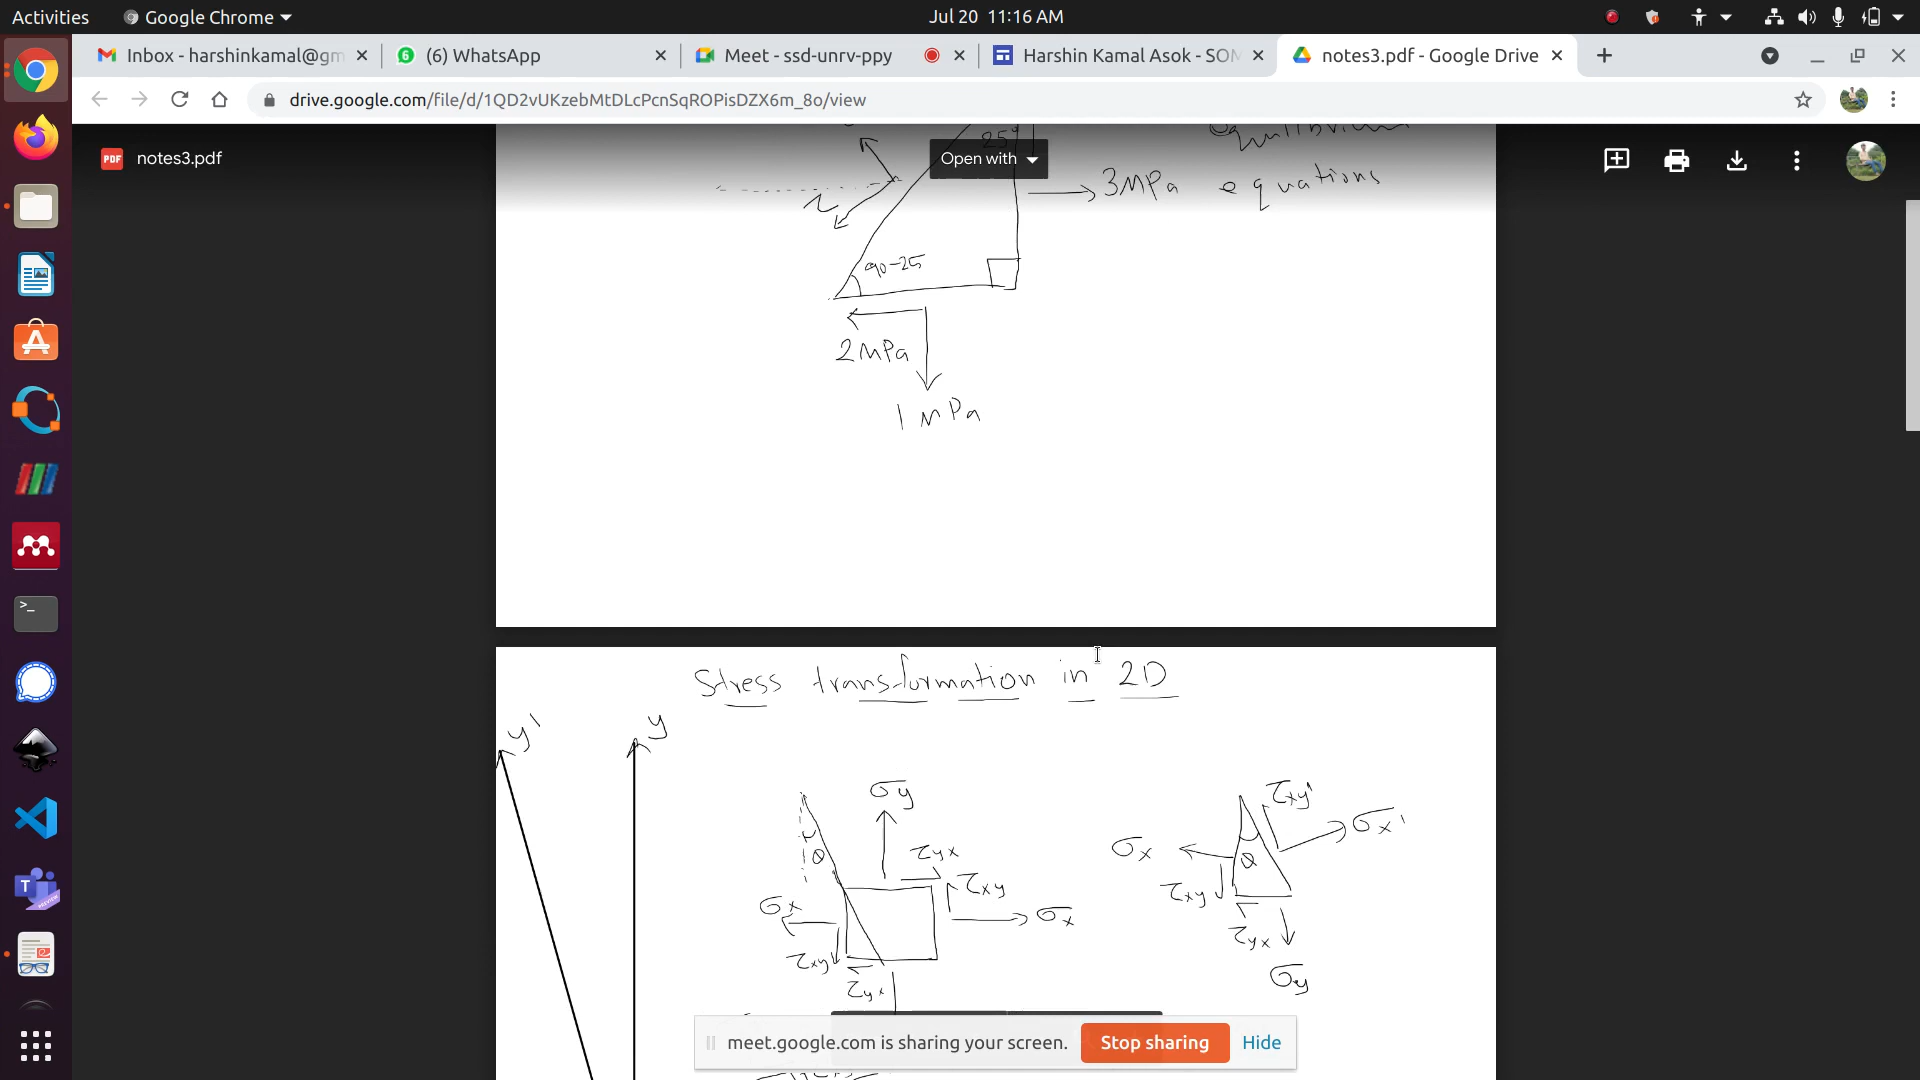 Activities Google Chrome Jul 20 11:16 AM
Inbox - harshinkamal@gm (6) WhatsApp Meet - ssd-unrv-ppy Harshin Kamal Asok - SOM notes3.pdf - Google Drive
drive.google.com/file/d/1QD2vUKzebMtDLcPcnSqROPisDZX6m_8o/view
PDF notes3.pdf
Open with
25°
equilibrium
3MPa equations
τ
90-25
2MPa
1 MPa
Stress transformation in 2D
y' y
σy
τxy' σx'
θ τyx σx θ
τxy τxy
σx σx
τyx
τxy
σy
τyx
meet.google.com is sharing your screen. Stop sharing Hide